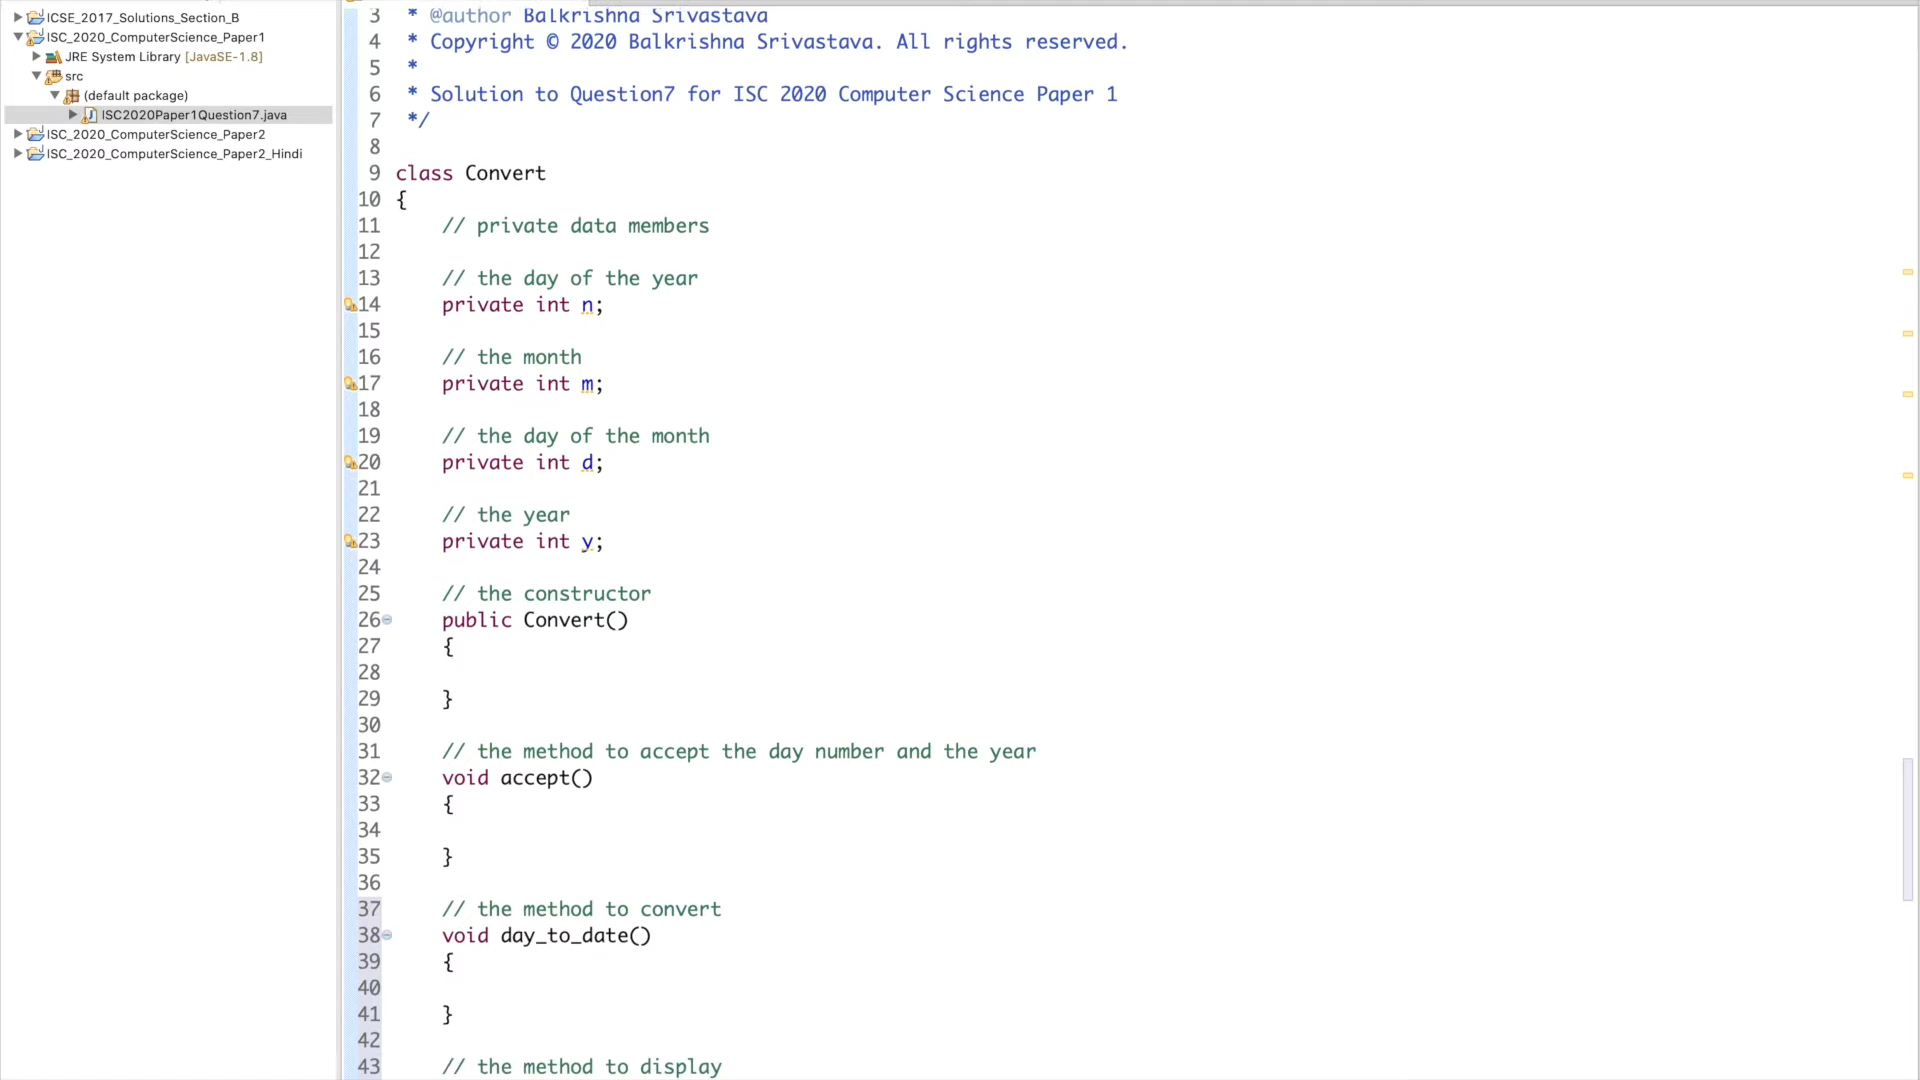 ICSE_2017_Solutions_Section_B
ISC_2020_ComputerScience_Paper1
JRE System Library [JavaSE-1.8]
src
(default package)
ISC2020Paper1Question7.java
ISC_2020_ComputerScience_Paper2
ISC_2020_ComputerScience_Paper2_Hindi
3 * @author Balkrishna Srivastava
4 * Copyright © 2020 Balkrishna Srivastava. All rights reserved.
5 *
6 * Solution to Question7 for ISC 2020 Computer Science Paper 1
7 */
8
9 class Convert
10 {
11 // private data members
12
13 // the day of the year
14 private int n;
15
16 // the month
17 private int m;
18
19 // the day of the month
20 private int d;
21
22 // the year
23 private int y;
24
25 // the constructor
26 public Convert()
27 {
28
29 }
30
31 // the method to accept the day number and the year
32 void accept()
33 {
34
35 }
36
37 // the method to convert
38 void day_to_date()
39 {
40
41 }
42
43 // the method to display